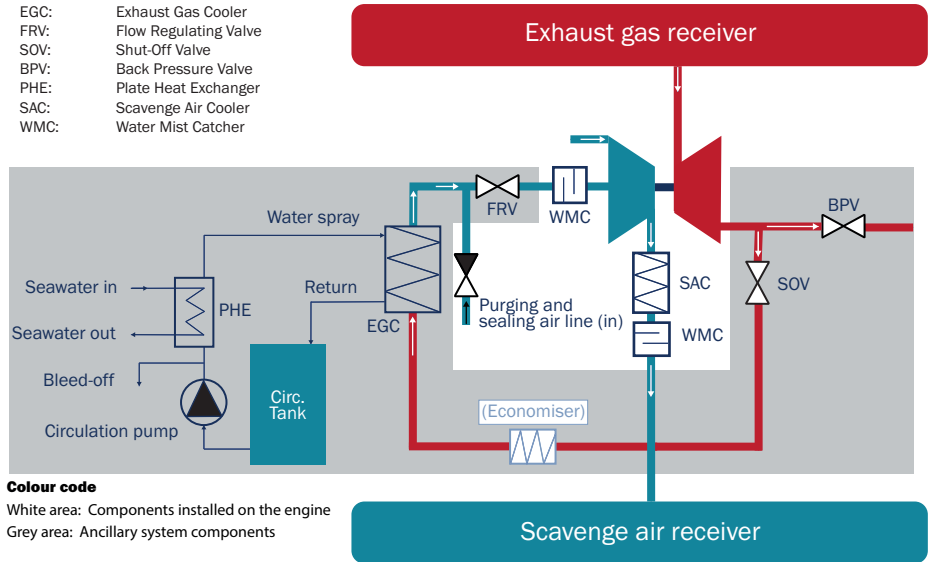 EGC: Exhaust Gas Cooler
FRV: Flow Regulating Valve
SOV: Shut-Off Valve
BPV: Back Pressure Valve
PHE: Plate Heat Exchanger
SAC: Scavenge Air Cooler
WMC: Water Mist Catcher
Exhaust gas receiver
BPV
FRV
WMC
Water spray
Seawater in
Return
SAC
SOV
PHE
Purging and
sealing air line (in)
EGC
Seawater out
WMC
Bleed-off
Circ.
Tank
(Economiser)
Circulation pump
Colour code
White area: Components installed on the engine
Grey area: Ancillary system components
Scavenge air receiver